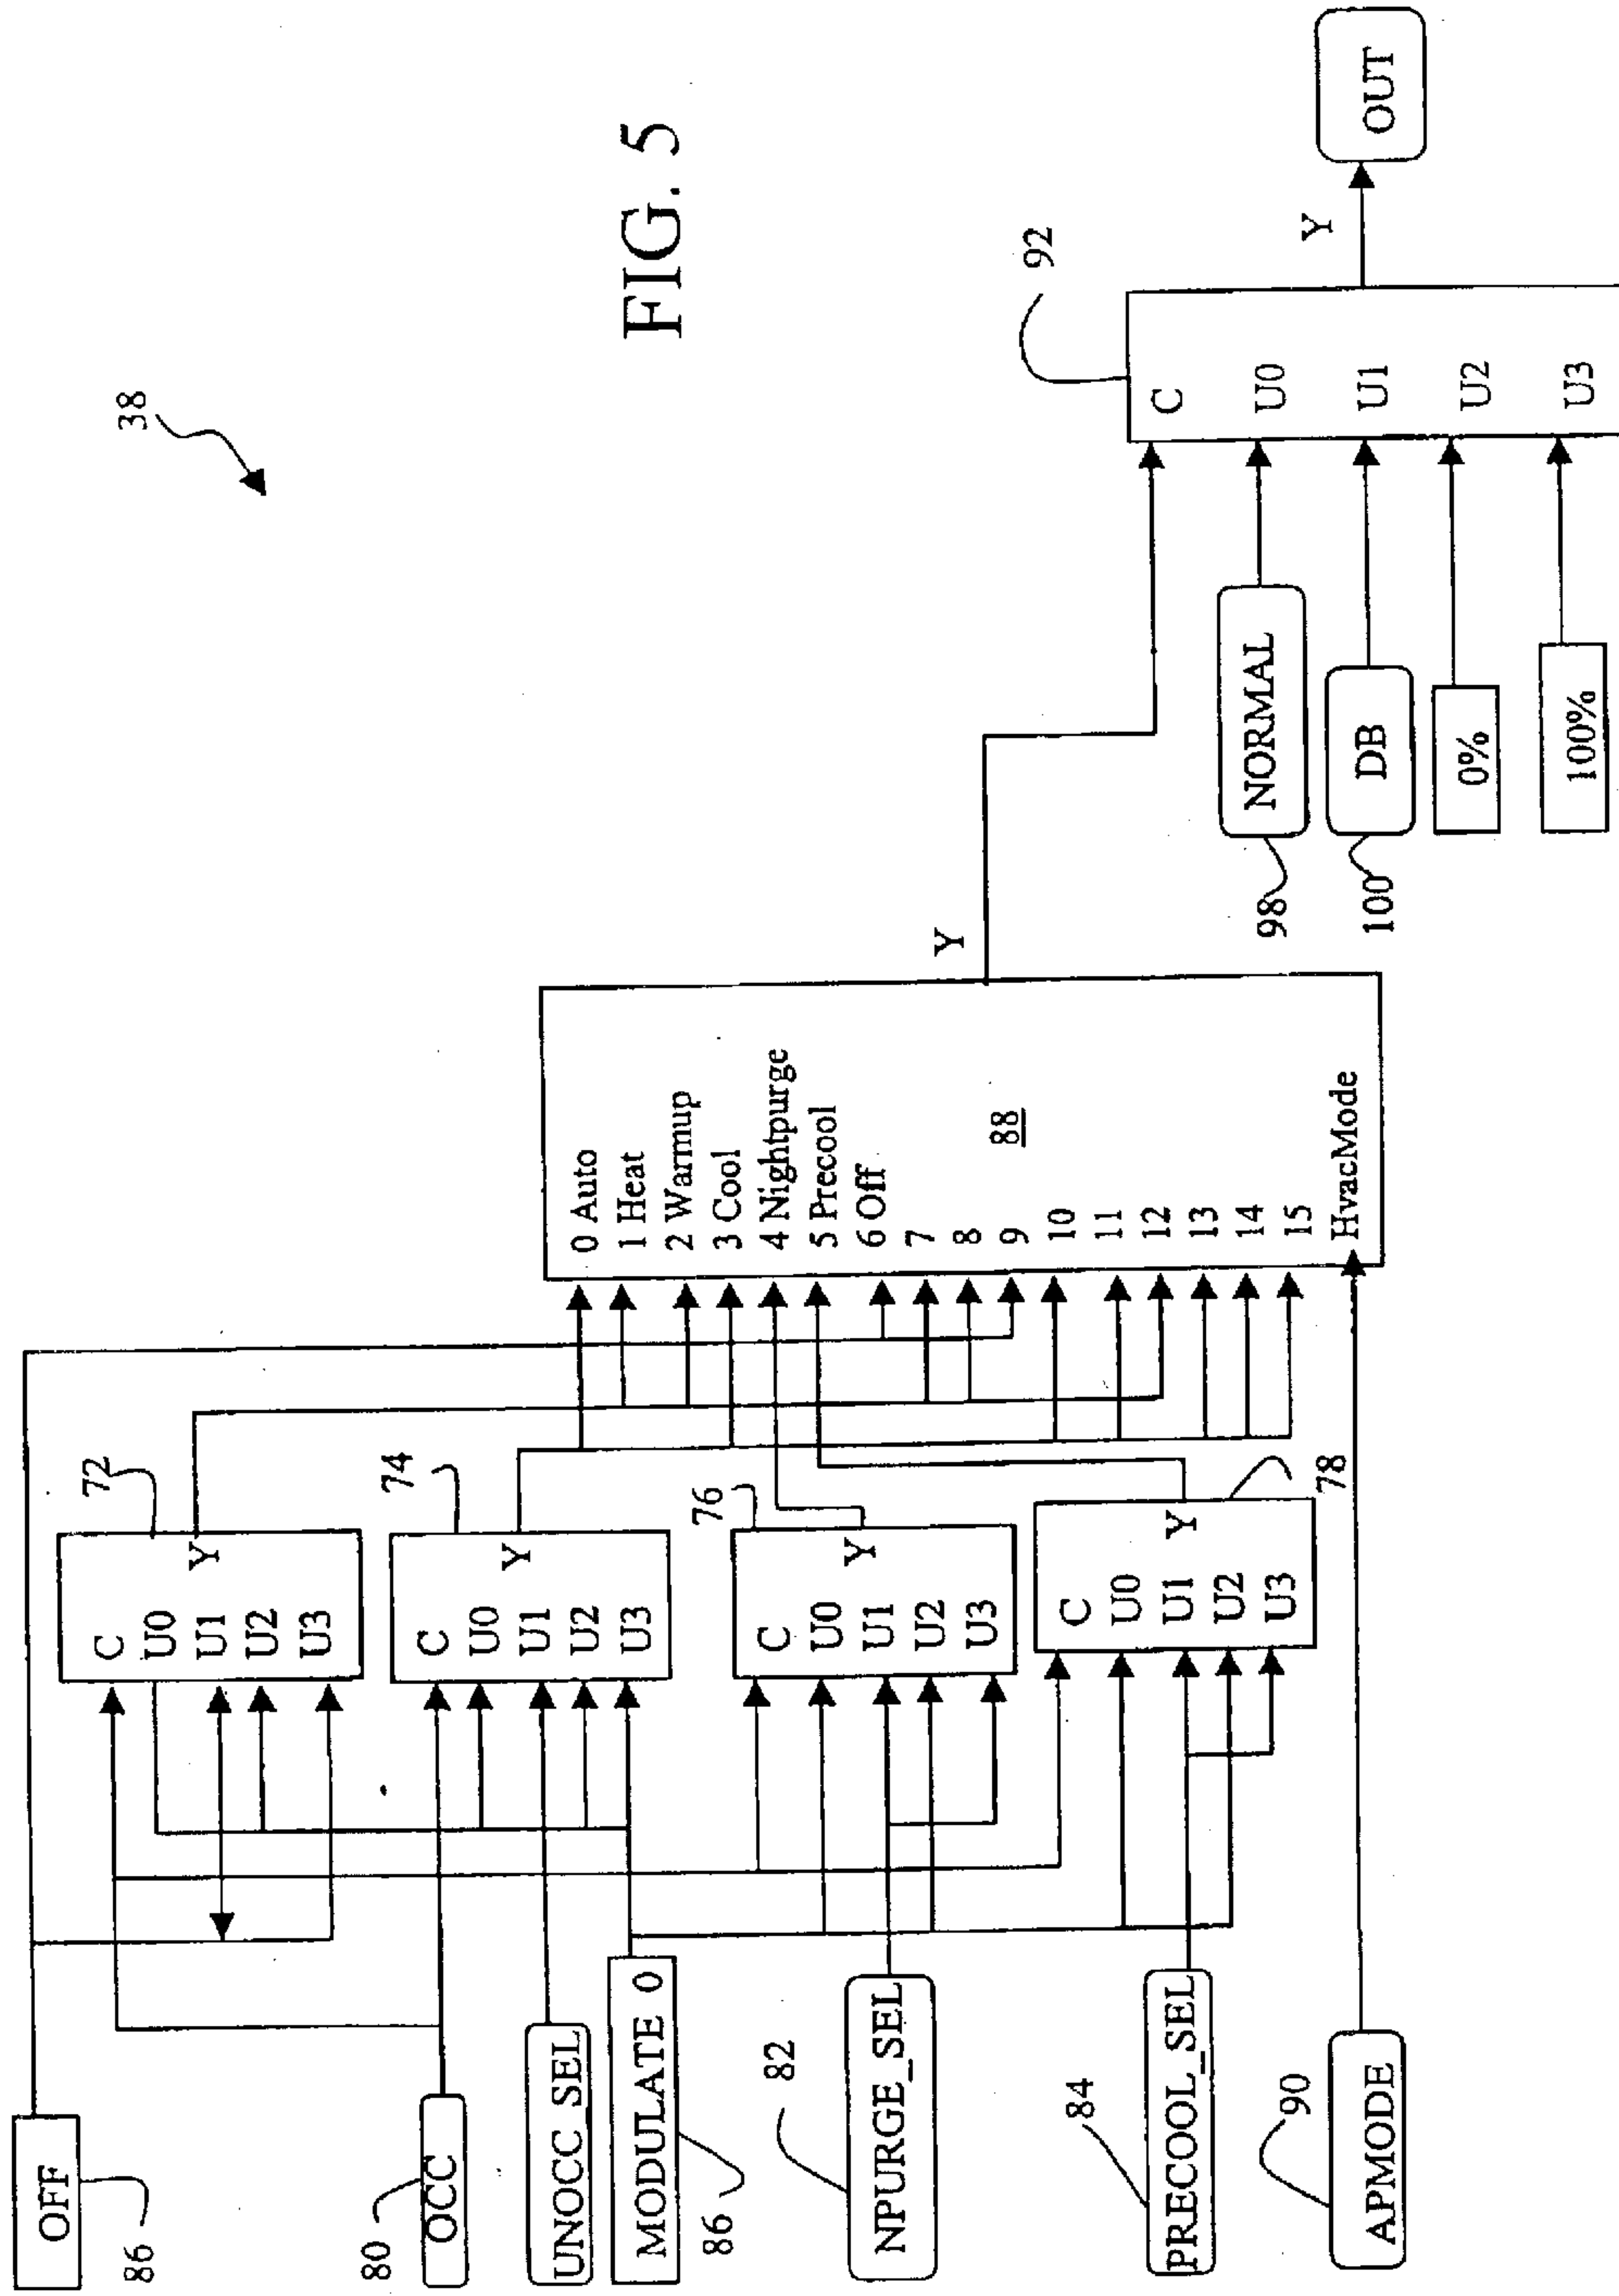 38
FIG. 5
OFF
86
80
OCC
UNOCC_SEL
MODULATE 0
86
82
NPURGE_SEL
84
PRECOOL_SEL
90
APMODE
72
C
U0
U1
U2
U3
Y
74
C
U0
U1
U2
U3
Y
76
C
U0
U1
U2
U3
Y
78
C
U0
U1
U2
U3
Y
0 Auto
1 Heat
2 Warmup
3 Cool
4 Nightpurge
5 Precool
6 Off
7
8
9
10
11
12
13
14
15
HvacMode
88
Y
98
NORMAL
100
DB
0%
100%
92
C
U0
U1
U2
U3
Y
OUT